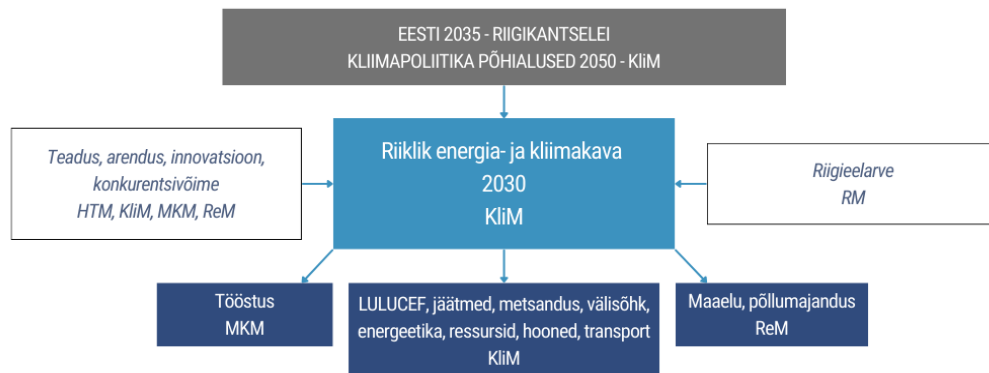 EESTI 2035 - RIIGIKANTSELEI
KLIIMAPOLIITIKA PÕHIALUSED 2050 - KliM
Teadus, arendus, innovatsioon,
konkurentsivõime
HTM, KliM, MKM, ReM
Riiklik energia- ja kliimakava
2030
KliM
Riigieelarve
RM
Tööstus
MKM
LULUCEF, jäätmed, metsandus, välisõhk,
energeetika, ressursid, hooned, transport
KliM
Maaelu, põllumajandus
ReM